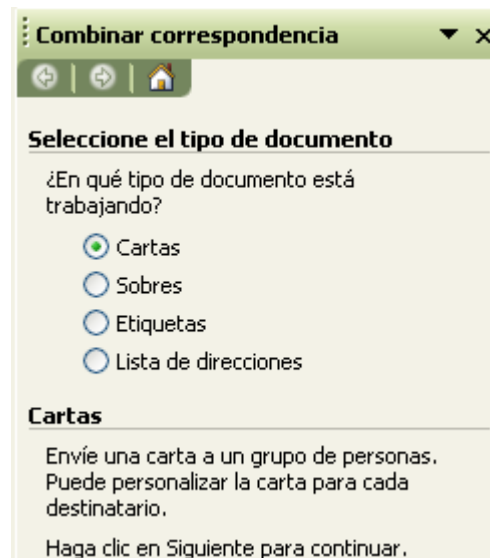 Combinar correspondencia
Seleccione el tipo de documento
¿En qué tipo de documento está
trabajando?
Cartas
Sobres
Etiquetas
Lista de direcciones
Cartas
Envíe una carta a un grupo de personas.
Puede personalizar la carta para cada
destinatario.
Haga clic en Siguiente para continuar.